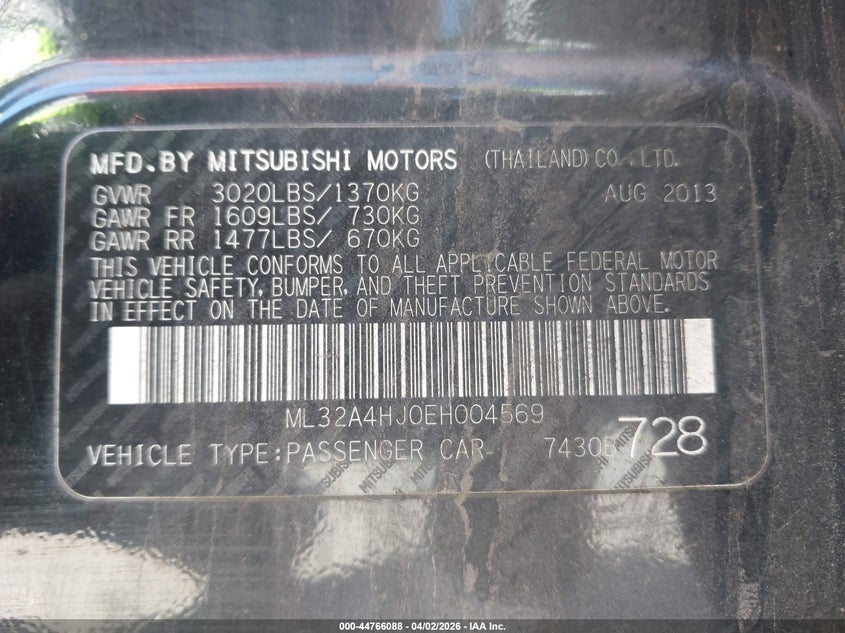 MFD.BY MITSUBISHI MOTORS (THAILAND) CO.,LTD.
GVWR 3020LBS/1370KG AUG 2013
GAWR FR 1609LBS/ 730KG
GAWR RR 1477LBS/ 670KG
THIS VEHICLE CONFORMS TO ALL APPLICABLE FEDERAL MOTOR
VEHICLE SAFETY, BUMPER, AND THEFT PREVENTION STANDARDS
IN EFFECT ON THE DATE OF MANUFACTURE SHOWN ABOVE.
ML32A4HJ0EH004569
VEHICLE TYPE:PASSENGER CAR 7430B 728
000-44766088 - 04/02/2026 - IAA Inc.